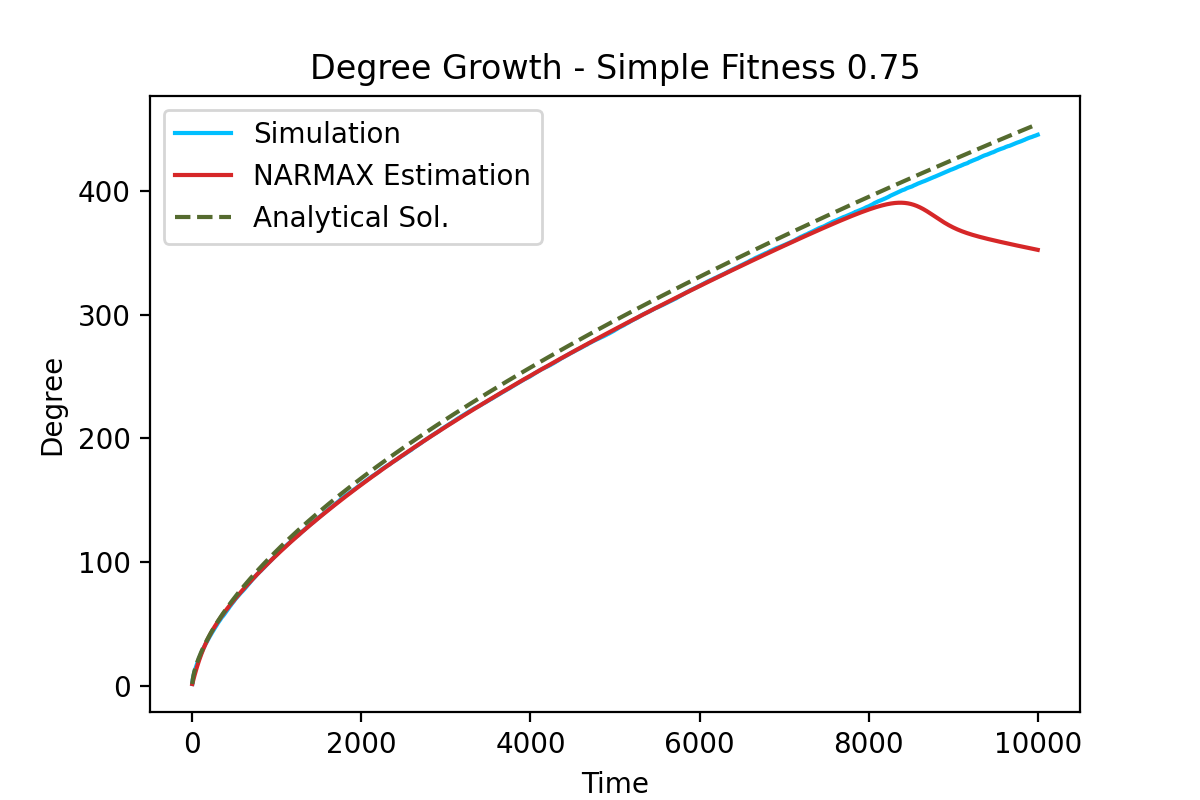 Degree Growth - Simple Fitness 0.75
Simulation
NARMAX Estimation
Analytical Sol.
400
300
200
100
0
Degree
0 2000 4000 6000 8000 10000
Time